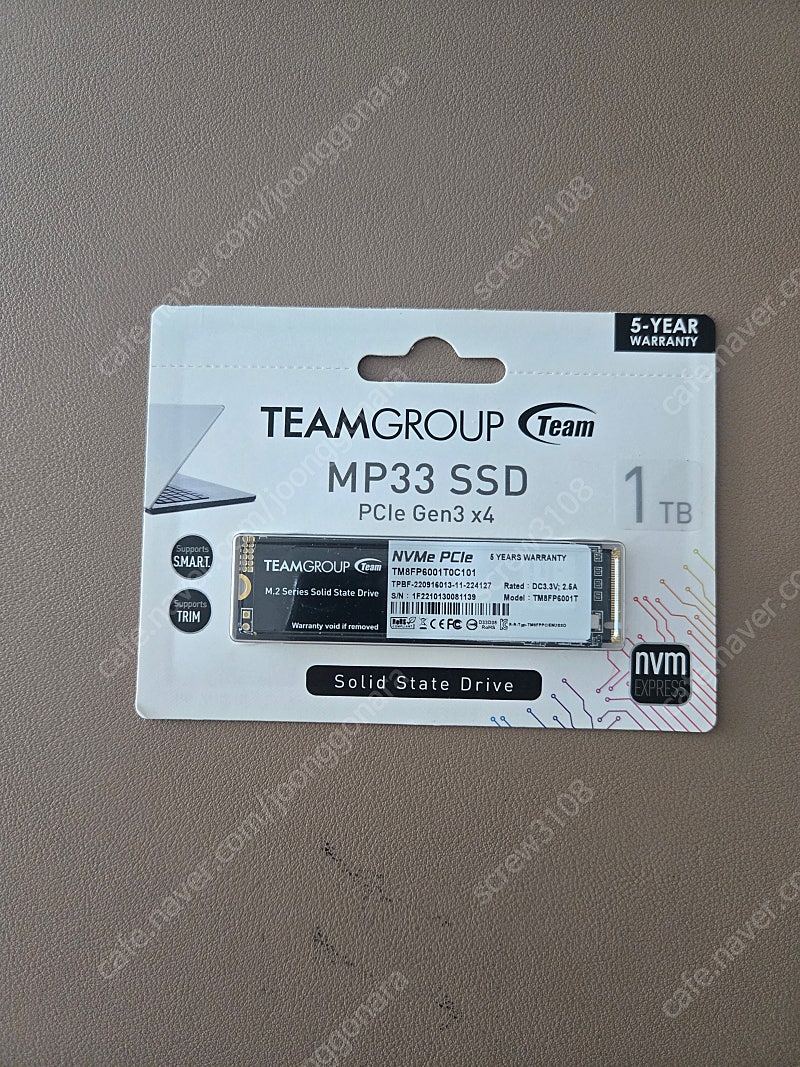 5-YEAR
WARRANTY
TEAMGROUP Team
MP33 SSD
PCIe Gen3 x4
1 TB
Supports
S.M.A.R.T.
Supports
TRIM
TEAMGROUP Team
M.2 Series Solid State Drive
Warranty void if removed
NVMe PCIe 5 YEARS WARRANTY
TM8FP6001T0C101
TPBF-220916013-11-224127 Rated : DC3.3V; 2.5A
S/N : 1F2210130081139 Model : TM8FP6001T
RoHS
D33D08
RoHS
Solid State Drive
nvm
EXPRESS
cafe.naver.com/joonggonara
screw3108
cafe.naver.com/joonggonara
screw3108
cafe.naver.com/joonggonara
screw3108